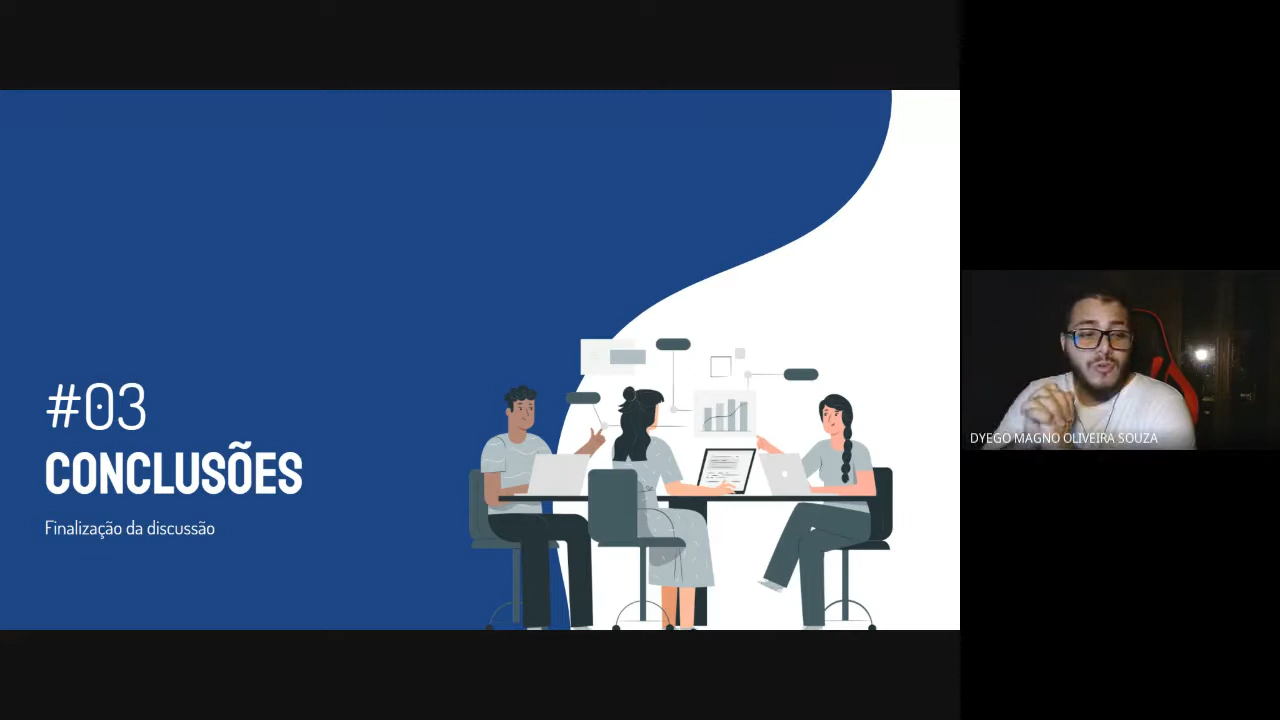 #03
CONCLUSÕES
Finalização da discussão
DYEGO MAGNO OLIVEIRA SOUZA